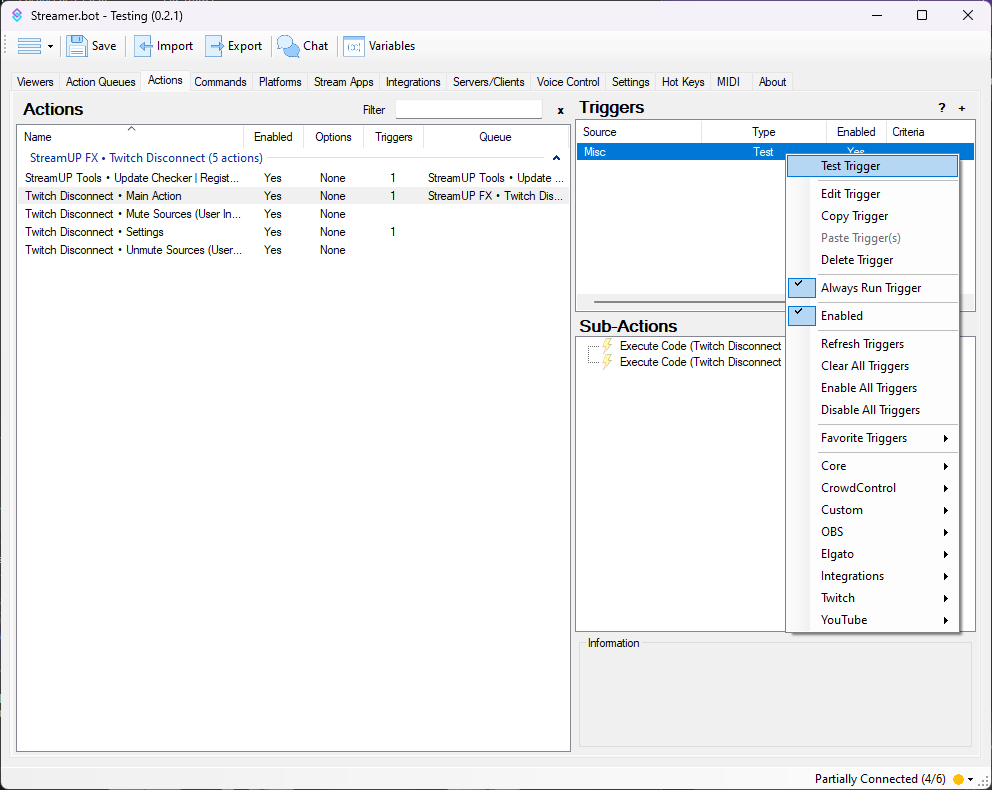 Streamer.bot - Testing (0.2.1)
Save Import Export Chat Variables
Viewers Action Queues Actions Commands Platforms Stream Apps Integrations Servers/Clients Voice Control Settings Hot Keys MIDI About
Actions
Filter
x
Name Enabled Options Triggers Queue
StreamUP FX • Twitch Disconnect (5 actions)
StreamUP Tools • Update Checker | Regist... Yes None 1 StreamUP Tools • Update ...
Twitch Disconnect • Main Action Yes None 1 StreamUP FX • Twitch Dis...
Twitch Disconnect • Mute Sources (User In... Yes None
Twitch Disconnect • Settings Yes None 1
Twitch Disconnect • Unmute Sources (User... Yes None
Triggers
? +
Source Type Enabled Criteria
Misc Test Yes
Test Trigger
Edit Trigger
Copy Trigger
Paste Trigger(s)
Delete Trigger
Always Run Trigger
Enabled
Refresh Triggers
Clear All Triggers
Enable All Triggers
Disable All Triggers
Favorite Triggers
Core
CrowdControl
Custom
OBS
Elgato
Integrations
Twitch
YouTube
Sub-Actions
Execute Code (Twitch Disconnect
Execute Code (Twitch Disconnect
Information
Partially Connected (4/6)